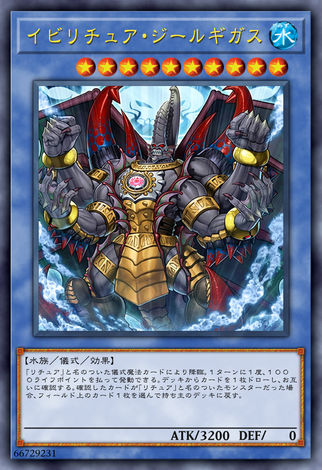 イビリチュア・ジールギガス
水
【水族／儀式／効果】
「リチュア」と名のついた儀式魔法カードにより降臨。１ターンに１度、１００
０ライフポイントを払って発動できる。デッキからカードを１枚ドローし、お互
いに確認する。確認したカードが「リチュア」と名のついたモンスターだった場
合、フィールド上のカード１枚を選んで持ち主のデッキに戻す。
ATK/3200 DEF/ 0
66729231